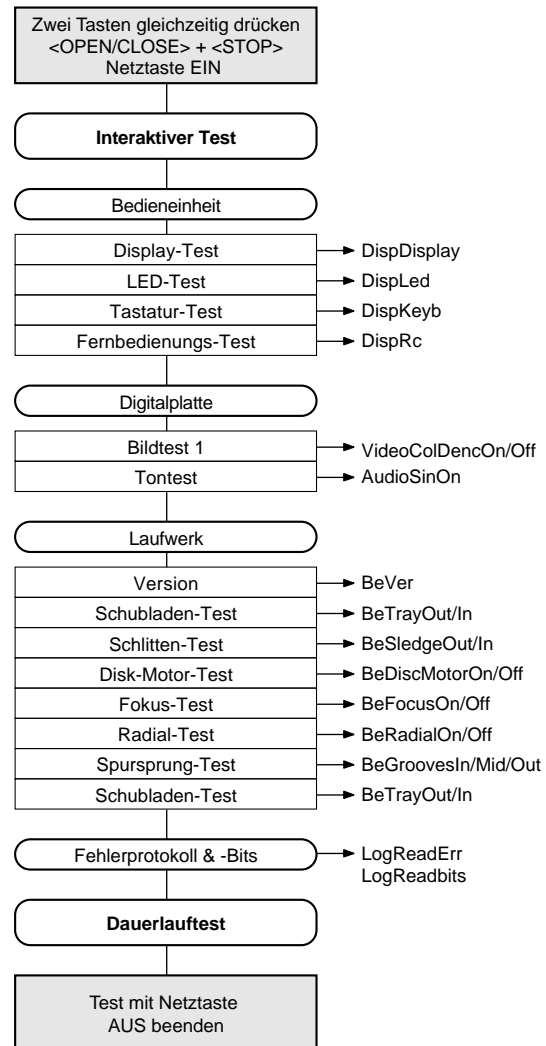 Zwei Tasten gleichzeitig drücken
<OPEN/CLOSE> + <STOP>
Netztaste EIN
Interaktiver Test
Bedieneinheit
Display-Test
DispDisplay
LED-Test
DispLed
Tastatur-Test
DispKeyb
Fernbedienungs-Test
DispRc
Digitalplatte
Bildtest 1
VideoColDencOn/Off
Tontest
AudioSinOn
Laufwerk
Version
BeVer
Schubladen-Test
BeTrayOut/In
Schlitten-Test
BeSledgeOut/In
Disk-Motor-Test
BeDiscMotorOn/Off
Fokus-Test
BeFocusOn/Off
Radial-Test
BeRadialOn/Off
Spursprung-Test
BeGroovesIn/Mid/Out
Schubladen-Test
BeTrayOut/In
Fehlerprotokoll & -Bits
LogReadErr
LogReadbits
Dauerlauftest
Test mit Netztaste
AUS beenden